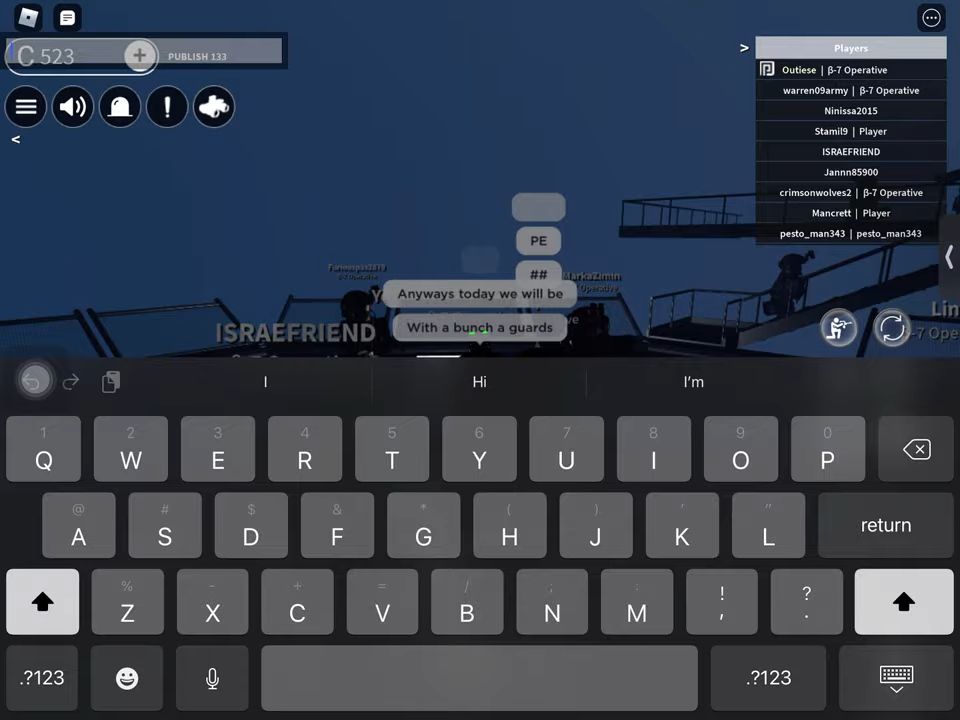 C 523
+
PUBLISH 133
<
>
Players
Outiese | β-7 Operative
warren09army | β-7 Operative
Ninissa2015
Stamil9 | Player
ISRAEFRIEND
Jannn85900
crimsonwolves2 | β-7 Operative
Mancrett | Player
pesto_man343 | pesto_man343
PE
##
MarkaZimn
Anyways today we will be
With a bunch a guards
ISRAEFRIEND
Lin
I
Hi
I'm
1 2 3 4 5 6 7 8 9 0
Q W E R T Y U I O P
@ # $ & * ( ) ' "
A S D F G H J K L
return
% - + = / ; : ! ?
Z X C V B N M , .
.?123
.?123